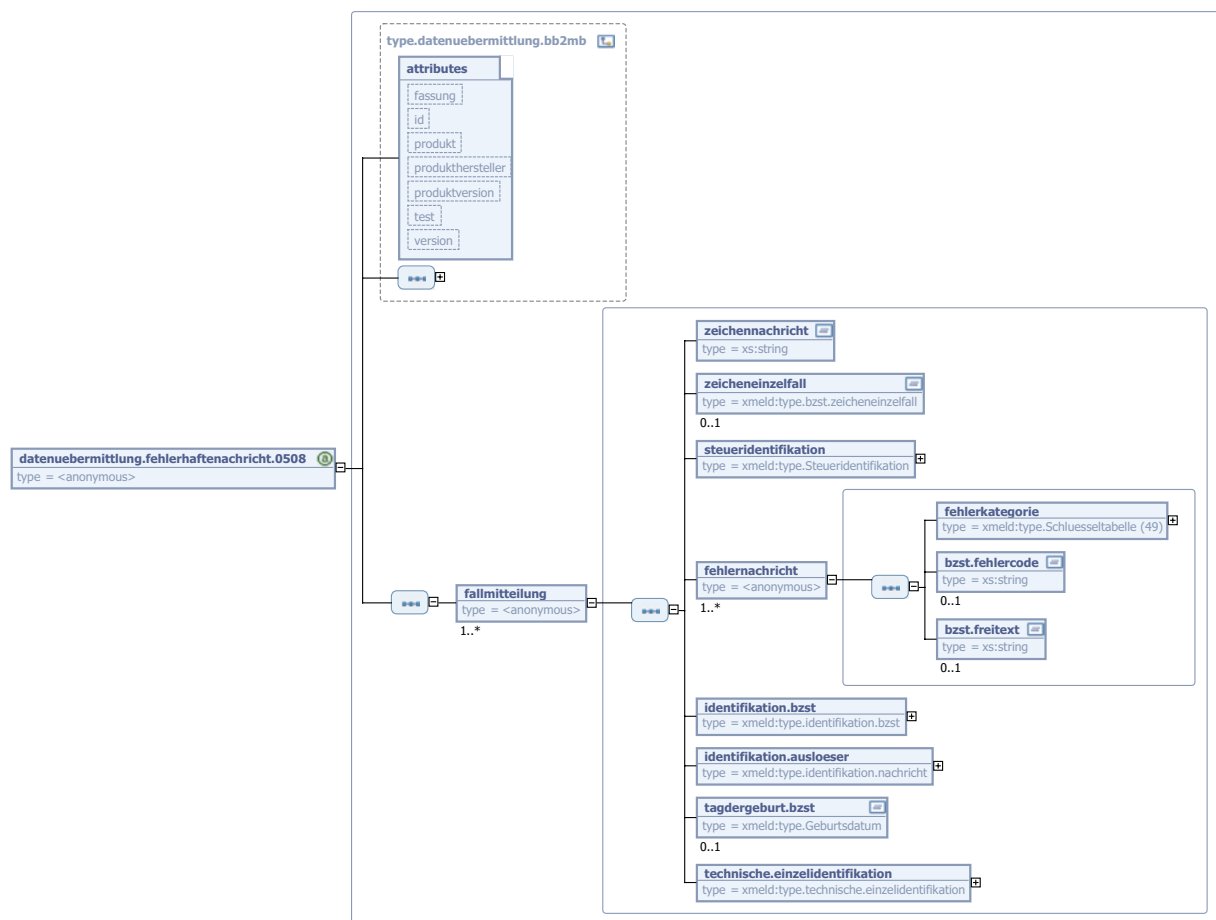 type.datenuebermittlung.bb2mb
attributes
fassung
id
produkt
produkthersteller
produktversion
test
version
datenuebermittlung.fehlerhaftenachricht.0508
type = <anonymous>
fallmitteilung
type = <anonymous>
1..*
zeichennachricht
type = xs:string
zeicheneinzelfall
type = xmeld:type.bzst.zeicheneinzelfall
0..1
steueridentifikation
type = xmeld:type.Steueridentifikation
fehlernachricht
type = <anonymous>
1..*
fehlerkategorie
type = xmeld:type.Schluesseltabelle (49)
bzst.fehlercode
type = xs:string
0..1
bzst.freitext
type = xs:string
0..1
identifikation.bzst
type = xmeld:type.identifikation.bzst
identifikation.ausloeser
type = xmeld:type.identifikation.nachricht
tagdergeburt.bzst
type = xmeld:type.Geburtsdatum
0..1
technische.einzelidentifikation
type = xmeld:type.technische.einzelidentifikation